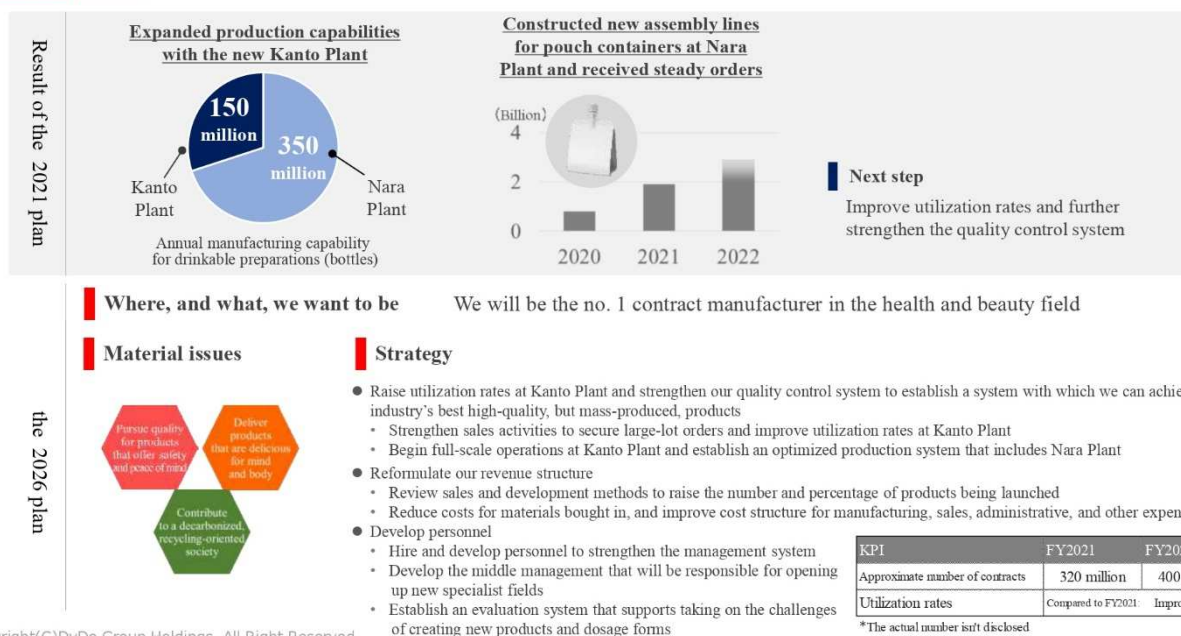 Result of the 2021 plan
Expanded production capabilities
with the new Kanto Plant
150
million
350
million
Kanto
Plant
Nara
Plant
Annual manufacturing capability
for drinkable preparations (bottles)
Constructed new assembly lines
for pouch containers at Nara
Plant and received steady orders
(Billion)
4
2
0
2020
2021
2022
Next step
Improve utilization rates and further
strengthen the quality control system
the 2026 plan
Where, and what, we want to be
We will be the no. 1 contract manufacturer in the health and beauty field
Material issues
Pursue quality
for products
that offer safety
and peace of mind
Deliver
products
that are delicious
for mind
and body
Contribute
to a decarbonized,
recycling-oriented
society
Strategy
● Raise utilization rates at Kanto Plant and strengthen our quality control system to establish a system with which we can achie
industry's best high-quality, but mass-produced, products
• Strengthen sales activities to secure large-lot orders and improve utilization rates at Kanto Plant
• Begin full-scale operations at Kanto Plant and establish an optimized production system that includes Nara Plant
● Reformulate our revenue structure
• Review sales and development methods to raise the number and percentage of products being launched
• Reduce costs for materials bought in, and improve cost structure for manufacturing, sales, administrative, and other expen
● Develop personnel
• Hire and develop personnel to strengthen the management system
• Develop the middle management that will be responsible for opening
up new specialist fields
• Establish an evaluation system that supports taking on the challenges
of creating new products and dosage forms
KPI FY2021 FY202
Approximate number of contracts 320 million 400
Utilization rates Compared to FY2021: Impro
*The actual number isn't disclosed
right(C)DyDo Group Holdings, All Right Reserved